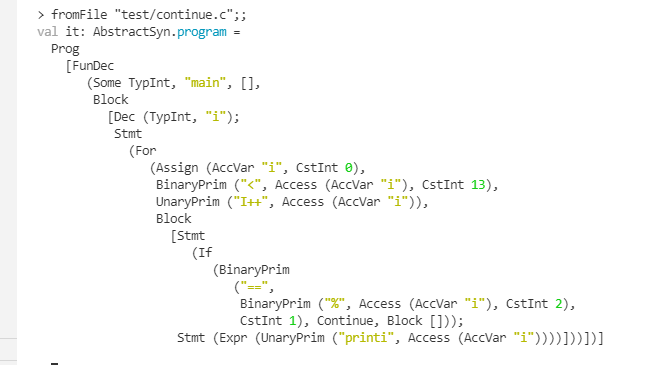 > fromFile "test/continue.c";;
val it: AbstractSyn.program =
  Prog
    [FunDec
       (Some TypInt, "main", [],
        Block
          [Dec (TypInt, "i");
           Stmt
             (For
                (Assign (AccVar "i", CstInt 0),
                 BinaryPrim ("<", Access (AccVar "i"), CstInt 13),
                 UnaryPrim ("I++", Access (AccVar "i")),
                 Block
                   [Stmt
                      (If
                         (BinaryPrim
                            ("==",
                             BinaryPrim ("%", Access (AccVar "i"), CstInt 2),
                             CstInt 1), Continue, Block []));
                    Stmt (Expr (UnaryPrim ("printi", Access (AccVar "i"))))]))])]